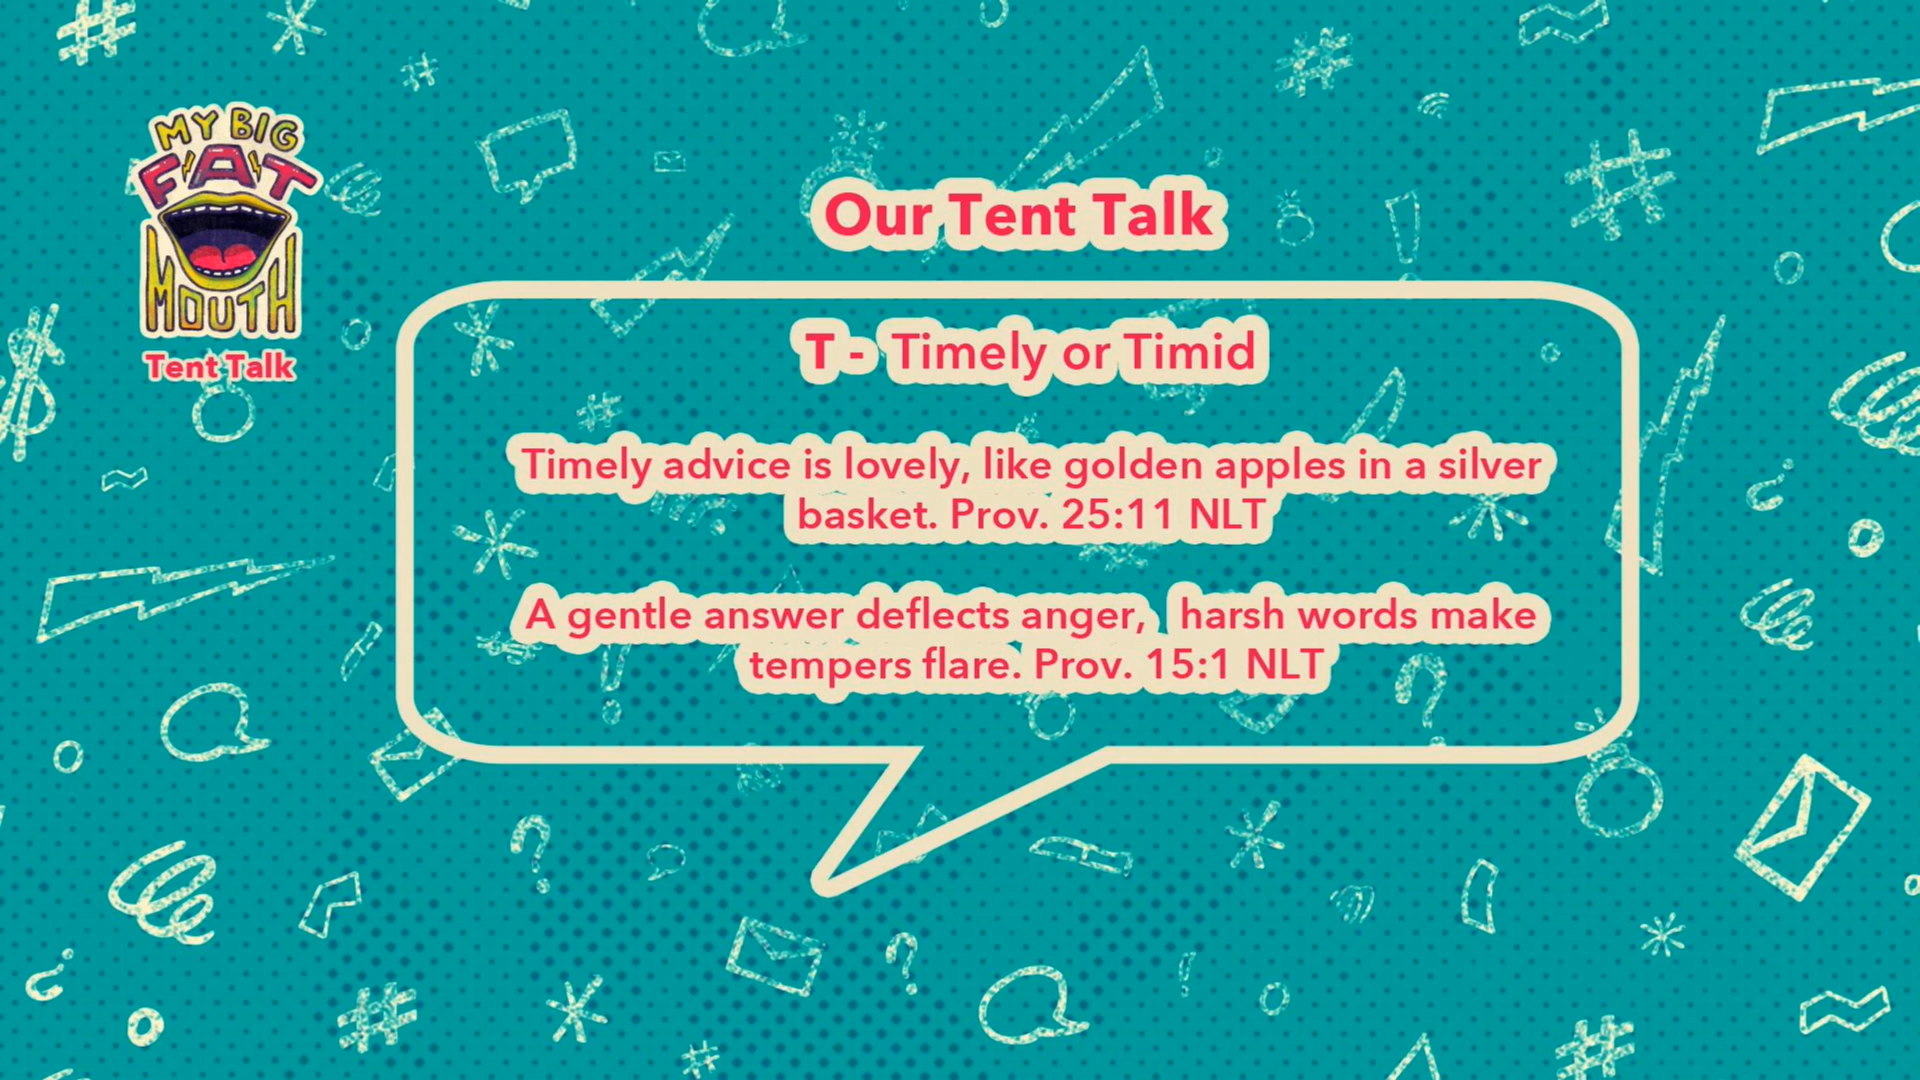 MY BIG
FAT
MOUTH
Tent Talk
Our Tent Talk
T - Timely or Timid
Timely advice is lovely, like golden apples in a silver
basket. Prov. 25:11 NLT
A gentle answer deflects anger, harsh words make
tempers flare. Prov. 15:1 NLT